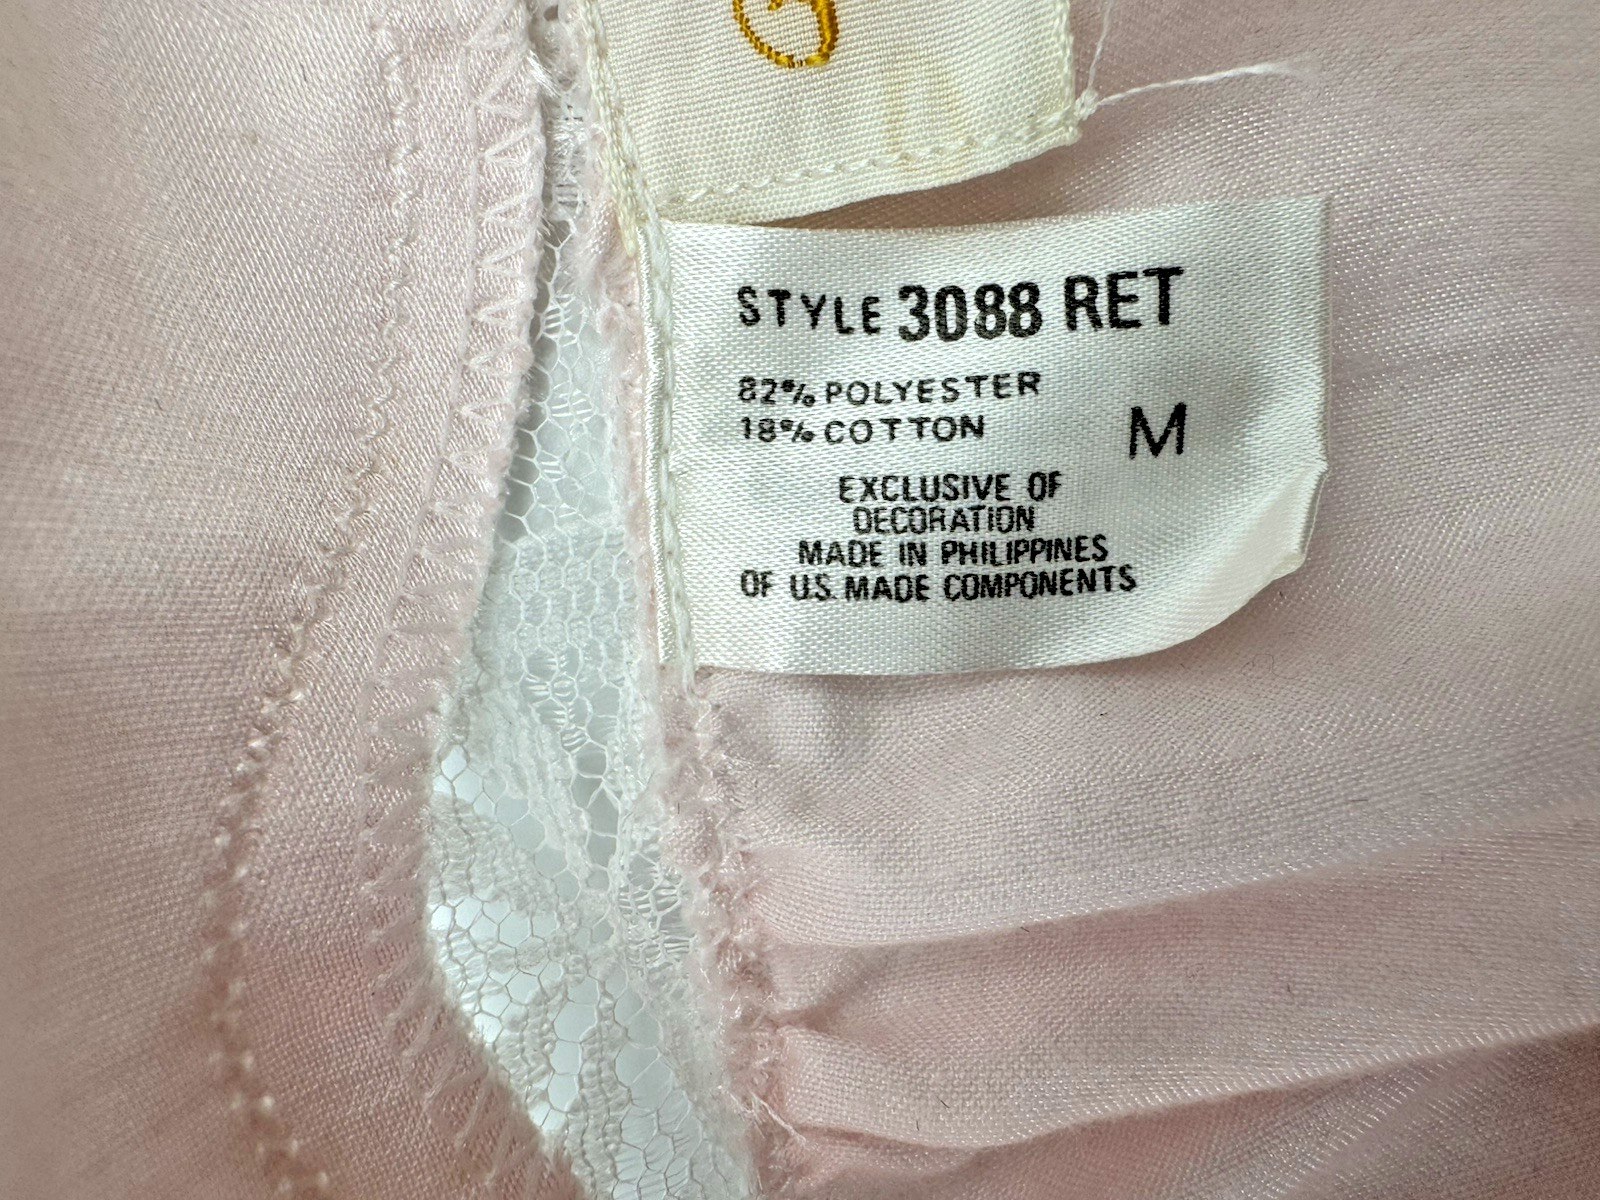 STYLE 3088 RET
82% POLYESTER
18% COTTON
M
EXCLUSIVE OF
DECORATION
MADE IN PHILIPPINES
OF U.S. MADE COMPONENTS